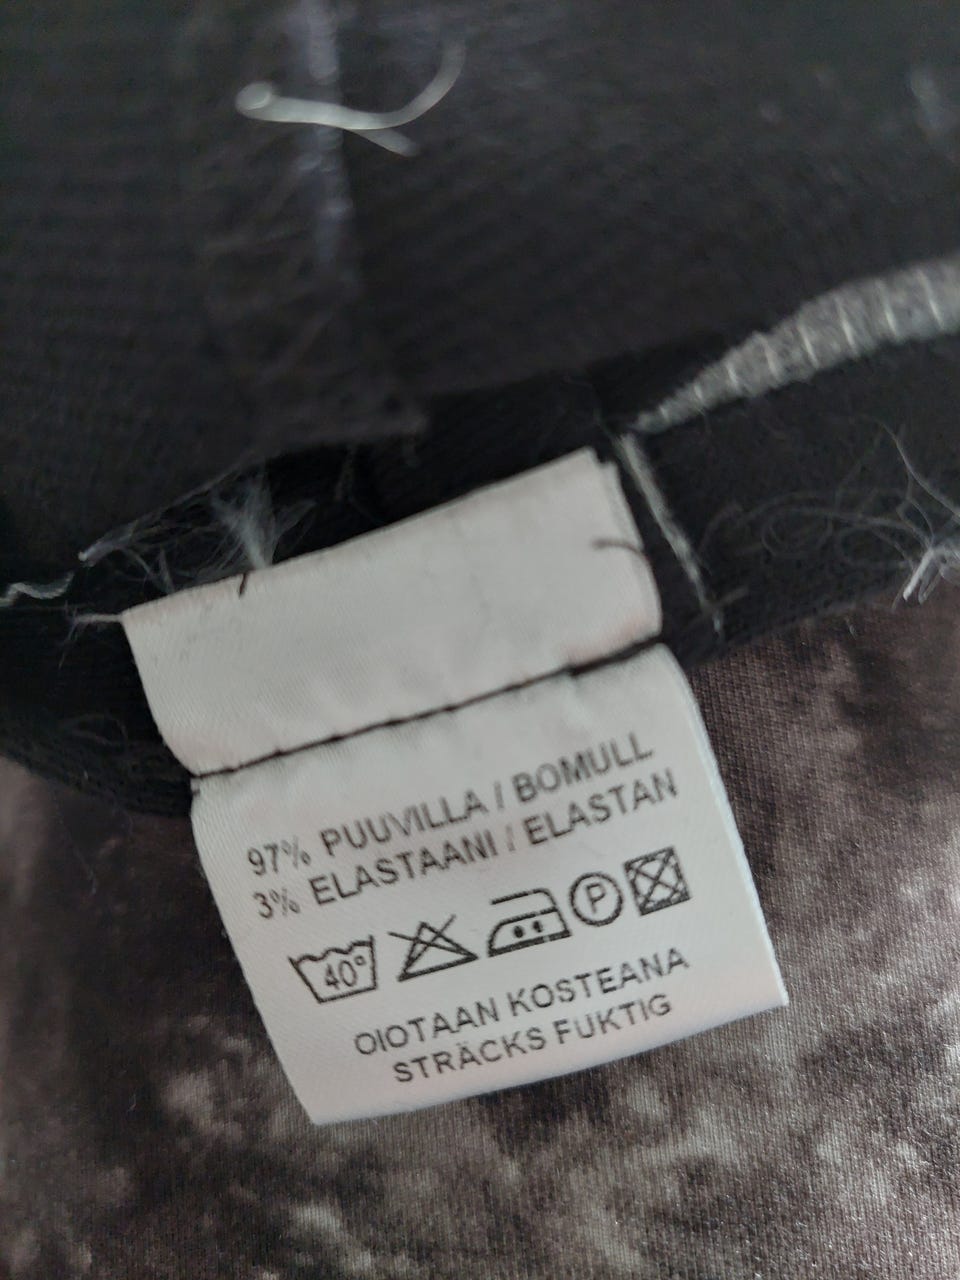 97% PUUVILLA / BOMULL
3% ELASTAANI / ELASTAN
40° P
OIOTAAN KOSTEANA
STRÄCKS FUKTIG